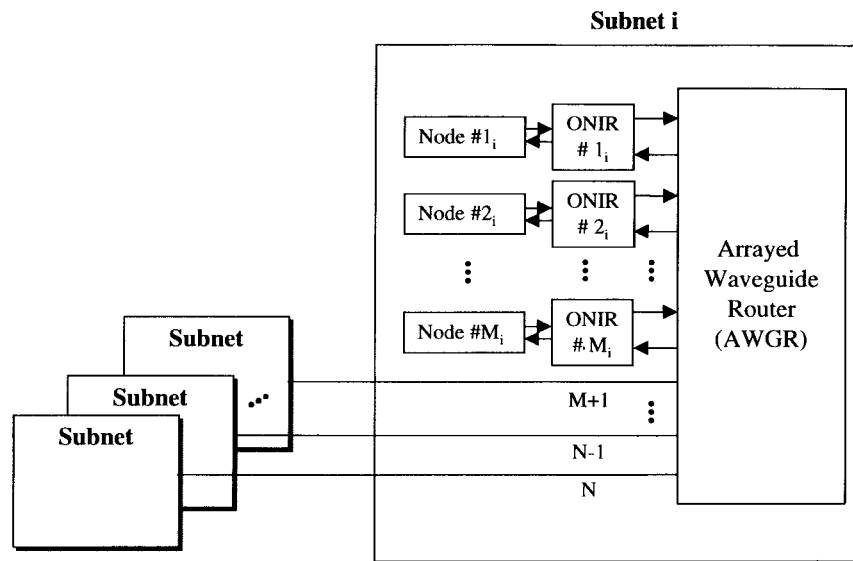 Subnet i
Node #1i
ONIR
# 1i
Node #2i
ONIR
# 2i
Node #Mi
ONIR
#.Mi
Arrayed
Waveguide
Router
(AWGR)
Subnet
Subnet
Subnet
M+1
N-1
N